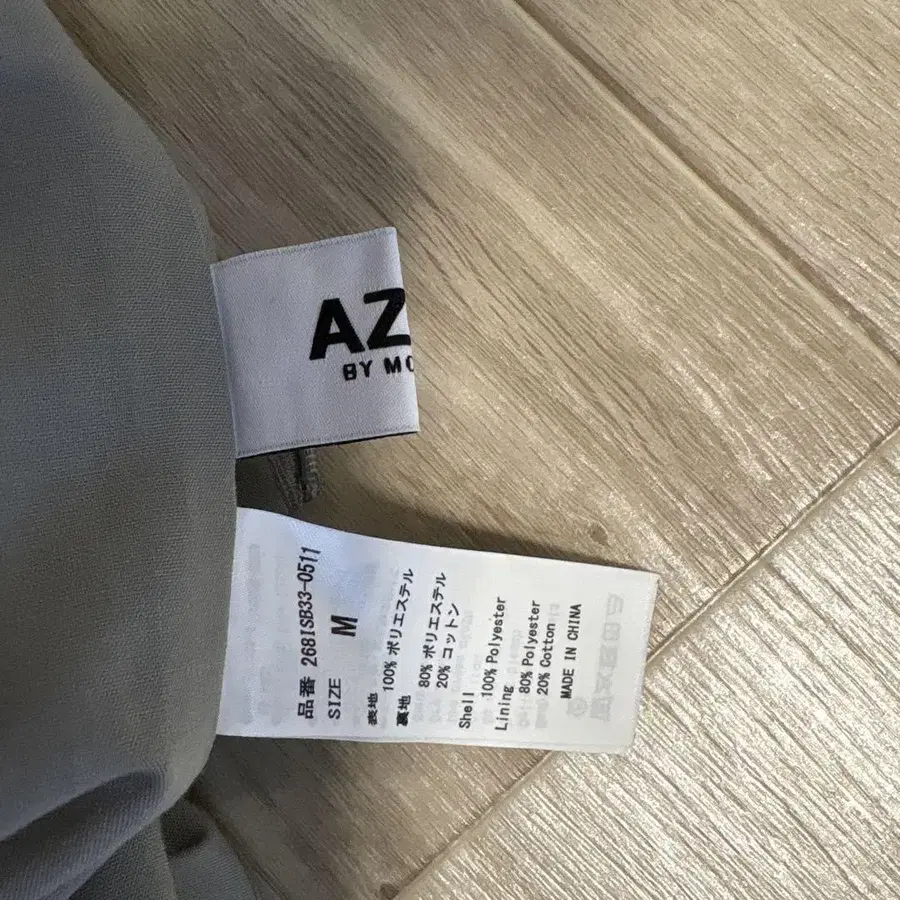 AZ
BY MO
品番 268ISB33-0511
SIZE M
表地
100% ポリエステル
裏地
80% ポリエステル
20% コットン
Shell
100% Polyester
Lining
80% Polyester
20% Cotton
MADE IN CHINA